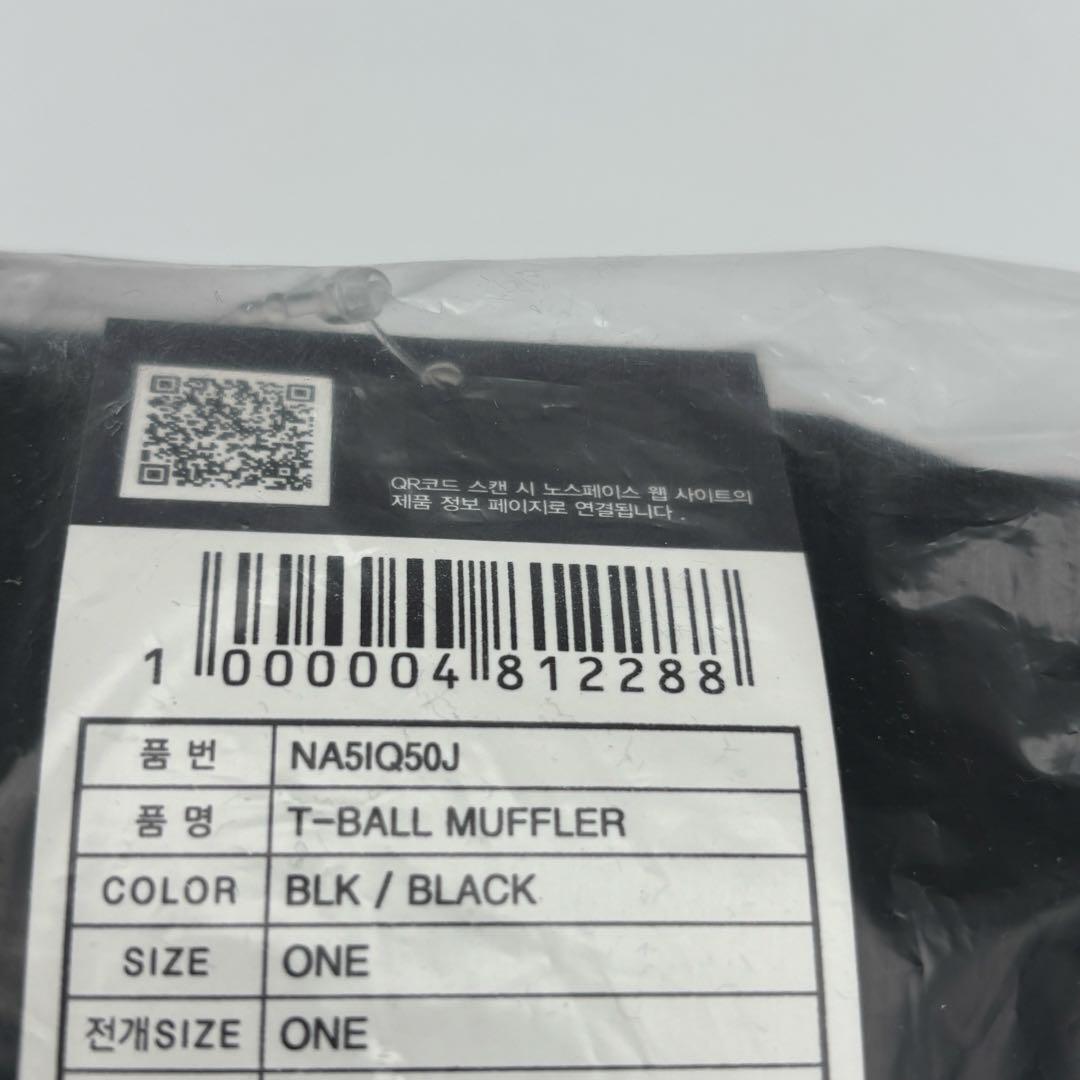 QR코드 스캔 시 노스페이스 웹 사이트의
제품 정보 페이지로 연결됩니다.
1 000004 812288
품 번 NA5IQ50J
품 명 T-BALL MUFFLER
COLOR BLK / BLACK
SIZE ONE
전개SIZE ONE